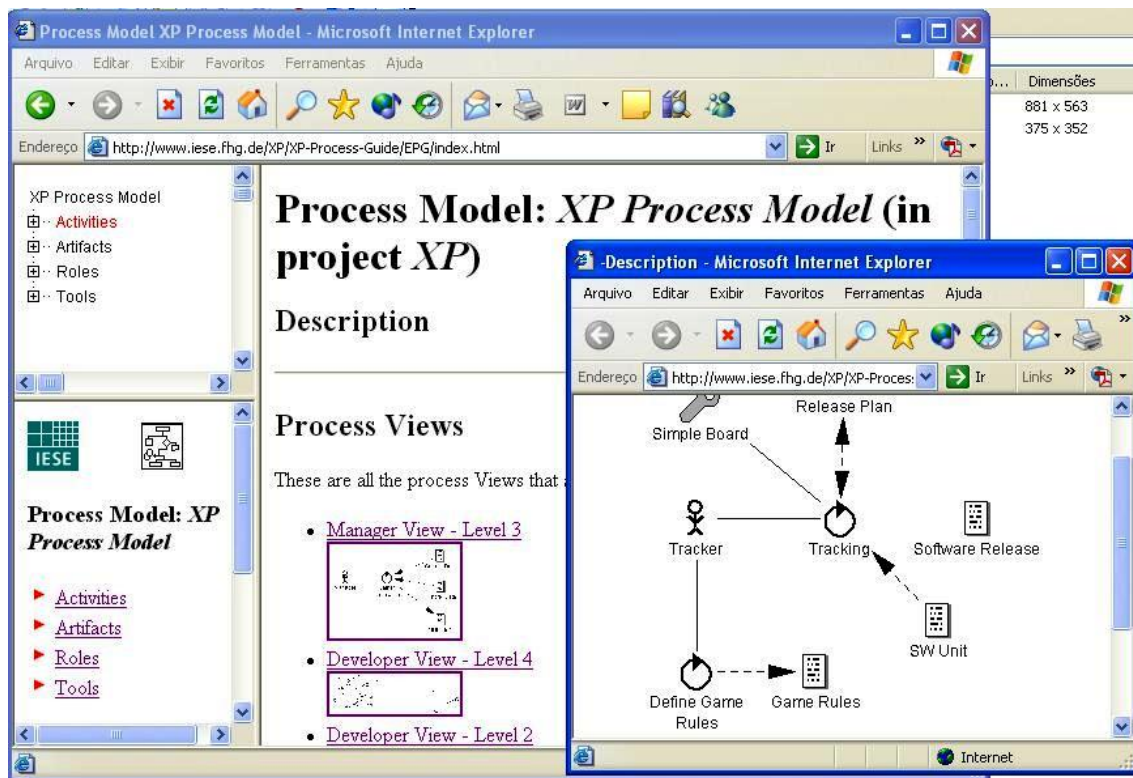 Process Model XP Process Model - Microsoft Internet Explorer
Arquivo Editar Exibir Favoritos Ferramentas Ajuda
Endereço http://www.iese.fhg.de/XP/XP-Process-Guide/EPG/index.html Ir Links »
Dimensões
881 x 563
375 x 352
XP Process Model
Activities
Artifacts
Roles
Tools
IESE
Process Model: XP
Process Model
Activities
Artifacts
Roles
Tools
Process Model: XP Process Model (in
project XP)
Description
Process Views
These are all the process Views that
Manager View - Level 3
Developer View - Level 4
Developer View - Level 2
-Description - Microsoft Internet Explorer
Arquivo Editar Exibir Favoritos Ferramentas Ajuda
»
Endereço http://www.iese.fhg.de/XP/XP-Proces: Ir Links »
Release Plan
Simple Board
Tracker Tracking Software Release
SW Unit
Define Game Game Rules
Rules
Internet